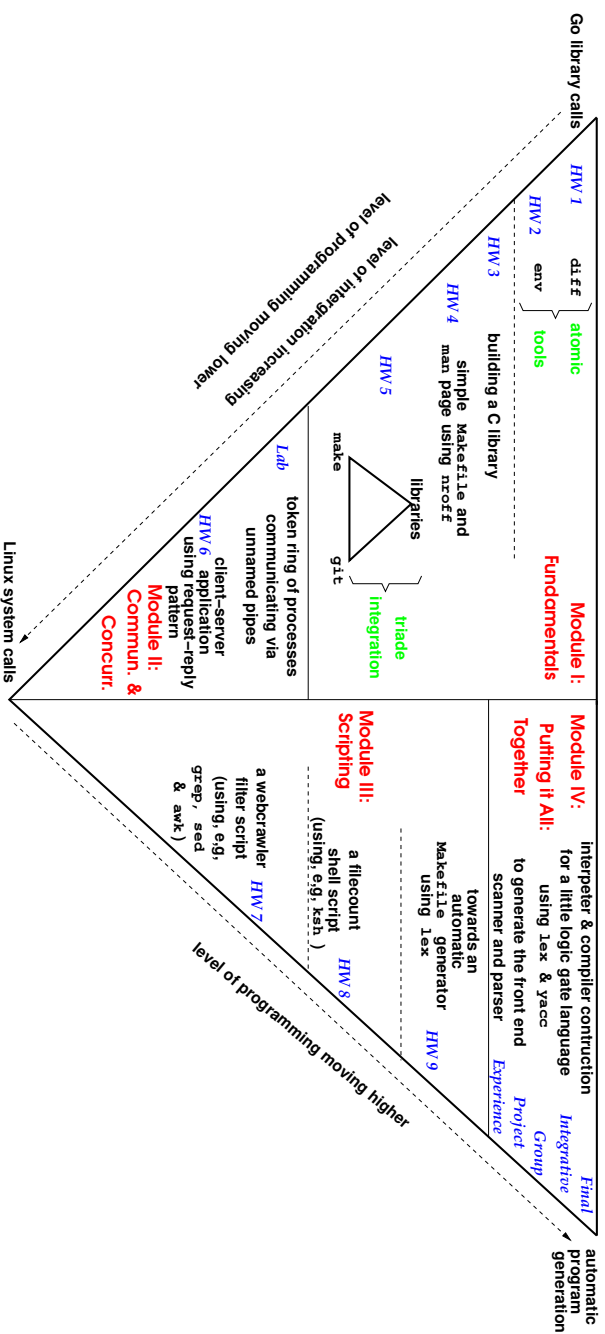 Go library calls
HW 1
diff
HW 2
env
atomic
tools
HW 3
building a C library
HW 4
simple Makefile and
man page using nroff
HW 5
libraries
make
git
triade
integration
Module I:
Fundamentals
level of programming moving lower
level of intergration increasing
Lab
token ring of processes
communicating via
unnamed pipes
HW 6
client–server
application
using request–reply
pattern
Module II:
Commun. &
Concurr.
Linux system calls
Module IV:
Putting it All:
Together
interpeter & compiler contruction
for a little logic gate language
using lex & yacc
to generate the front end
scanner and parser
Final
Integrative
Group
Project
Experience
towards an
automatic
Makefile generator
using lex
HW 9
Module III:
Scripting
a filecount
shell script
(using, e,g, ksh )
HW 8
a webcrawler
filter script
(using, e,g,
grep, sed
& awk )
HW 7
level of programming moving higher
automatic
program
generation